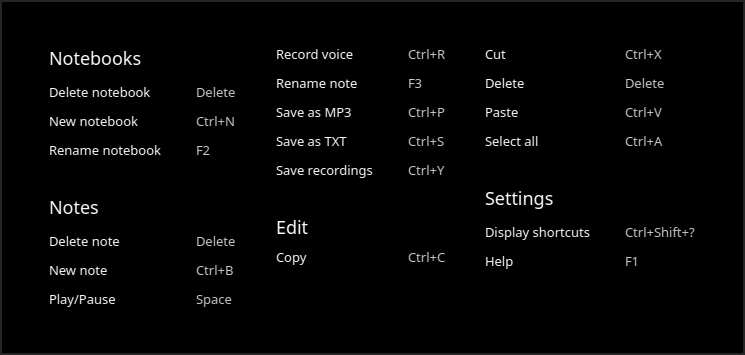 Notebooks
Delete notebook Delete
New notebook Ctrl+N
Rename notebook F2
Notes
Delete note Delete
New note Ctrl+B
Play/Pause Space
Record voice Ctrl+R
Rename note F3
Save as MP3 Ctrl+P
Save as TXT Ctrl+S
Save recordings Ctrl+Y
Edit
Copy Ctrl+C
Cut Ctrl+X
Delete Delete
Paste Ctrl+V
Select all Ctrl+A
Settings
Display shortcuts Ctrl+Shift+?
Help F1